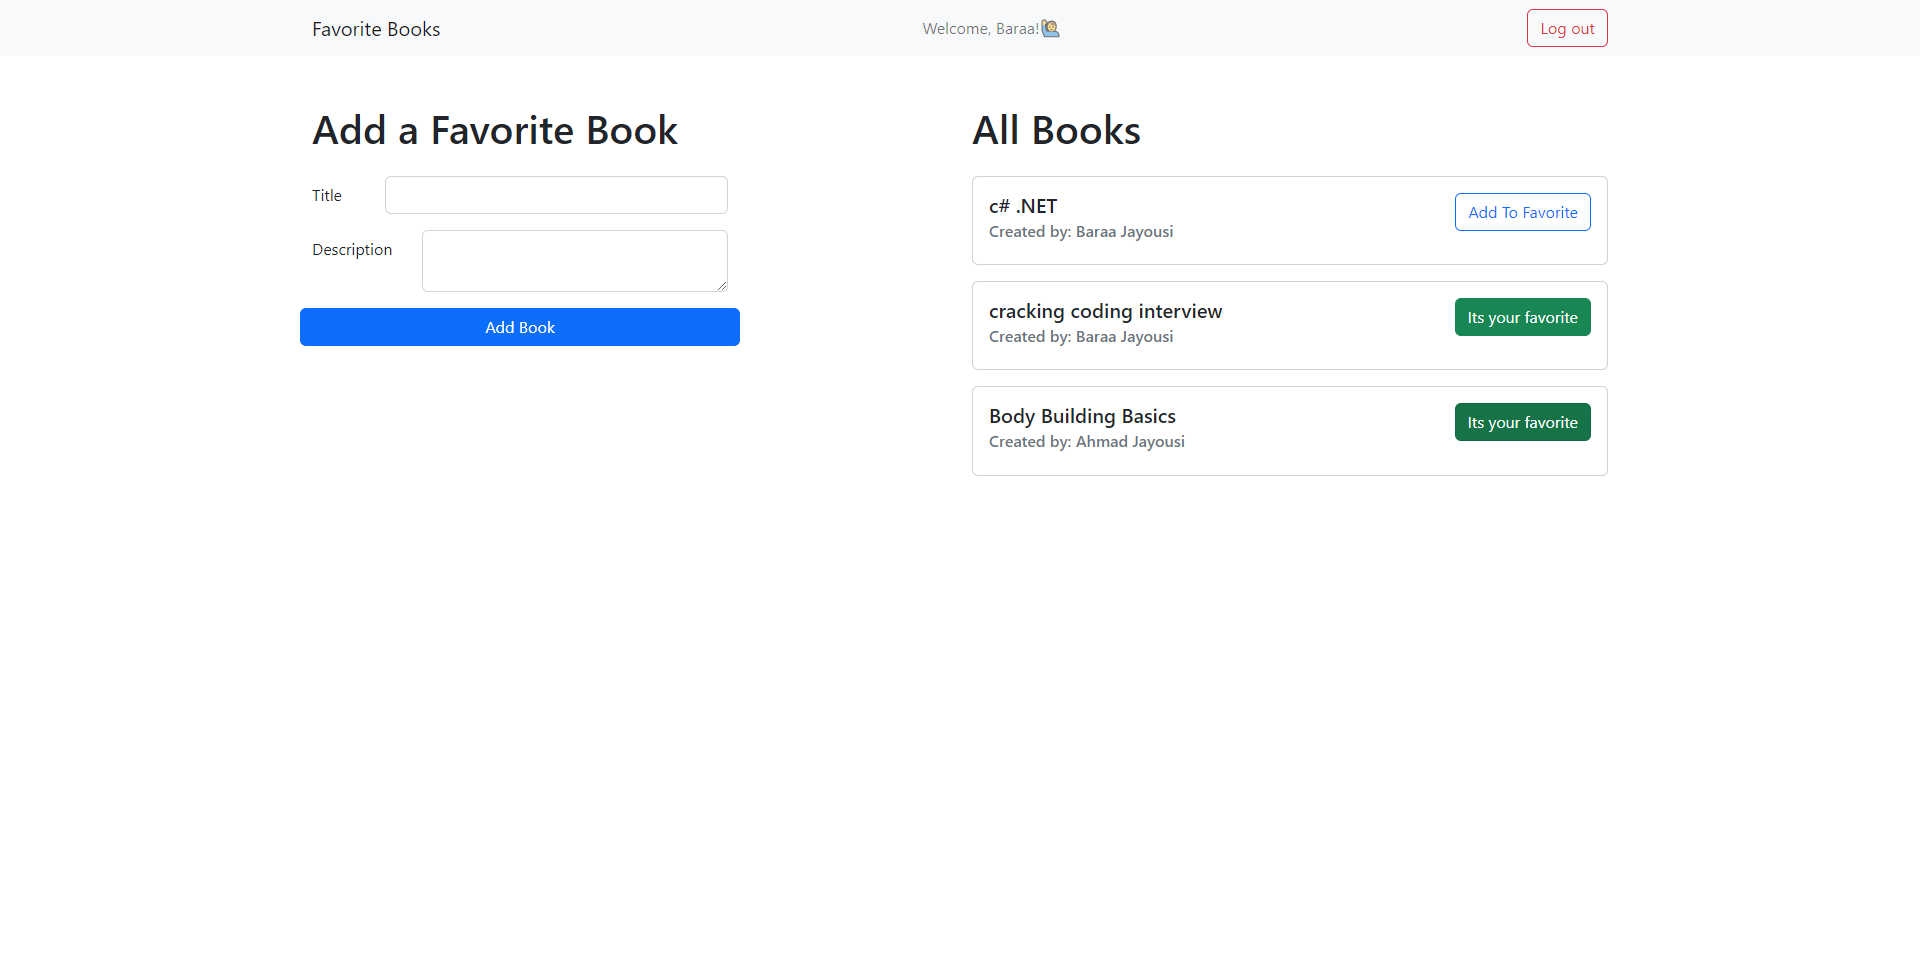 Favorite Books
Welcome, Baraa!🙋
Log out
Add a Favorite Book
Title
Description
Add Book
All Books
c# .NET
Add To Favorite
Created by: Baraa Jayousi
cracking coding interview
Its your favorite
Created by: Baraa Jayousi
Body Building Basics
Its your favorite
Created by: Ahmad Jayousi